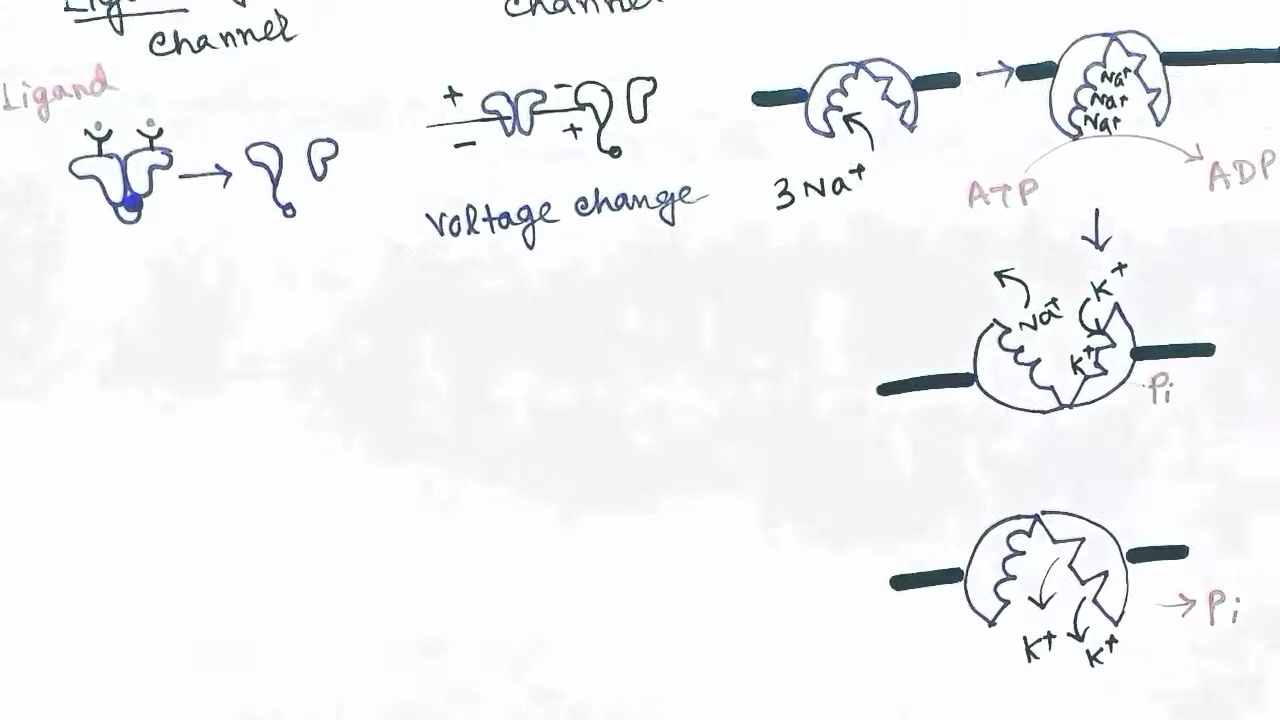 channel
Ligand
+
-
-
+
voltage change
3 Na+
Na+
Na+
Na+
ATP
ADP
Na+
K+
K+
Pi
K+
K+
Pi